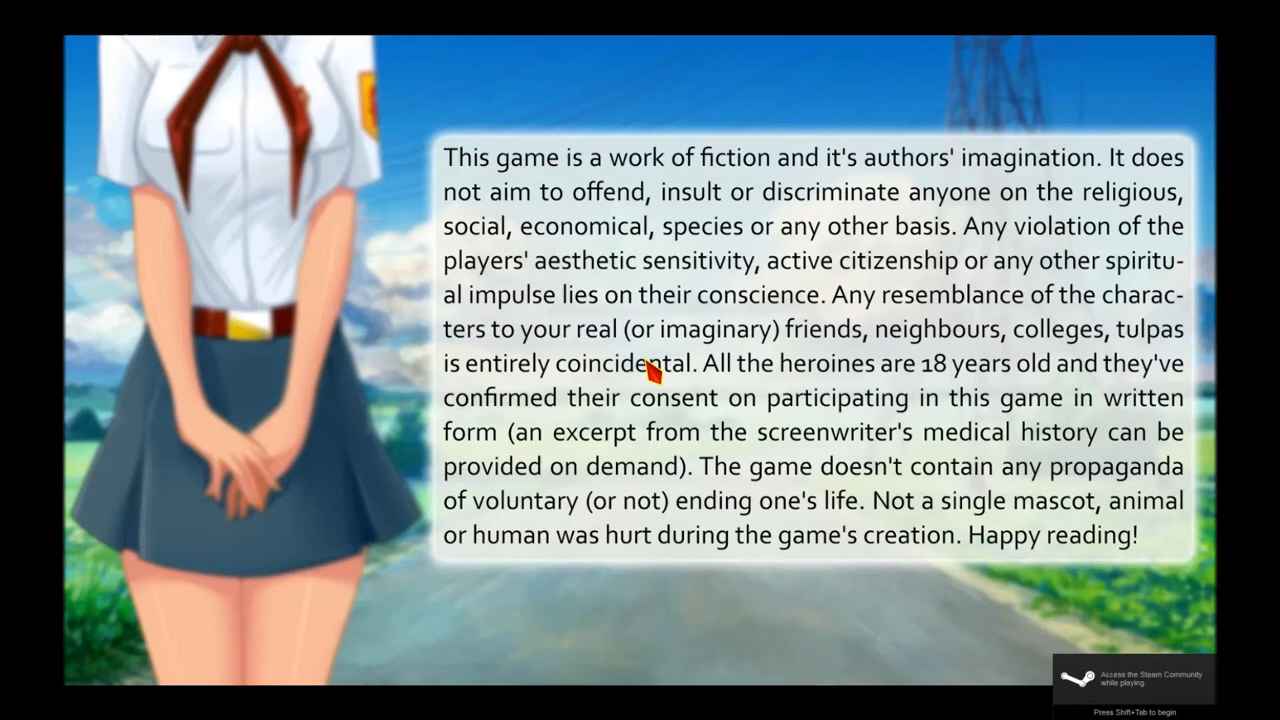 This game is a work of fiction and it's authors' imagination. It does
not aim to offend, insult or discriminate anyone on the religious,
social, economical, species or any other basis. Any violation of the
players' aesthetic sensitivity, active citizenship or any other spiritu-
al impulse lies on their conscience. Any resemblance of the charac-
ters to your real (or imaginary) friends, neighbours, colleges, tulpas
is entirely coincidental. All the heroines are 18 years old and they've
confirmed their consent on participating in this game in written
form (an excerpt from the screenwriter's medical history can be
provided on demand). The game doesn't contain any propaganda
of voluntary (or not) ending one's life. Not a single mascot, animal
or human was hurt during the game's creation. Happy reading!
Access the Steam Community
while playing.
Press Shift+Tab to begin